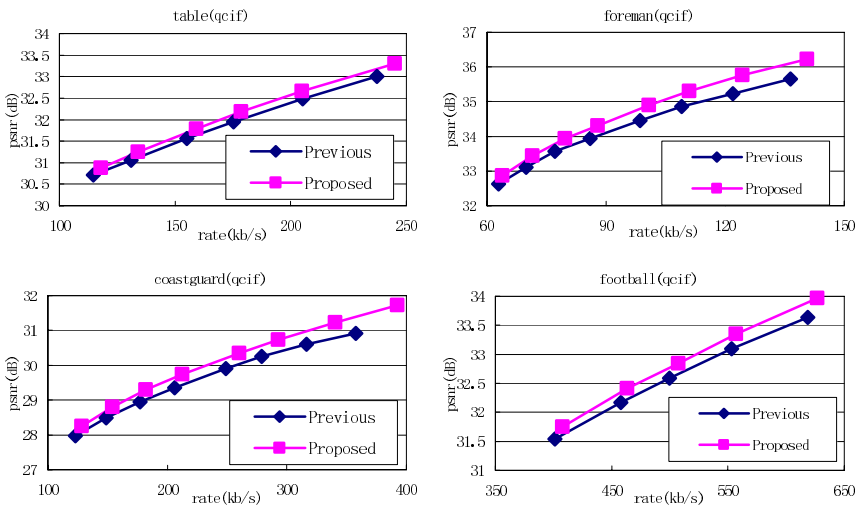 table(qcif)
34
33.5
33
32.5
32
31.5
31
30.5
30
psnr(dB)
100
150
200
250
rate(kb/s)
Previous
Proposed
foreman(qcif)
37
36
35
34
33
32
psnr(dB)
60
90
120
150
rate(kb/s)
Previous
Proposed
coastguard(qcif)
32
31
30
29
28
27
psnr(dB)
100
200
300
400
rate(kb/s)
Previous
Proposed
football(qcif)
34
33.5
33
32.5
32
31.5
31
psnr(dB)
350
450
550
650
rate(kb/s)
Previous
Proposed